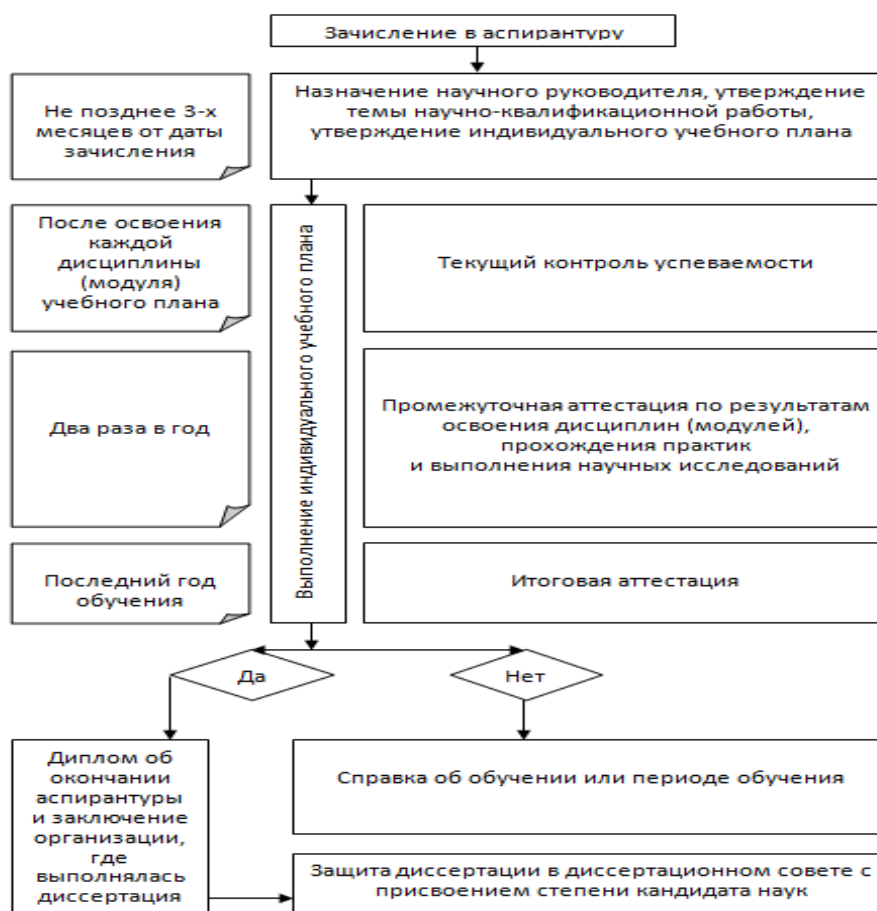 Зачисление в аспирантуру
Не позднее 3-х
месяцев от даты
зачисления
Назначение научного руководителя, утверждение
темы научно-квалификационной работы,
утверждение индивидуального учебного плана
После освоения
каждой
дисциплины
(модуля)
учебного плана
Выполнение индивидуального учебного плана
Текущий контроль успеваемости
Два раза в год
Промежуточная аттестация по результатам
освоения дисциплин (модулей),
прохождения практик
и выполнения научных исследований
Последний год
обучения
Итоговая аттестация
Да
Нет
Диплом об
окончании
аспирантуры
и заключение
организации,
где
выполнялась
диссертация
Справка об обучении или периоде обучения
Защита диссертации в диссертационном совете с
присвоением степени кандидата наук